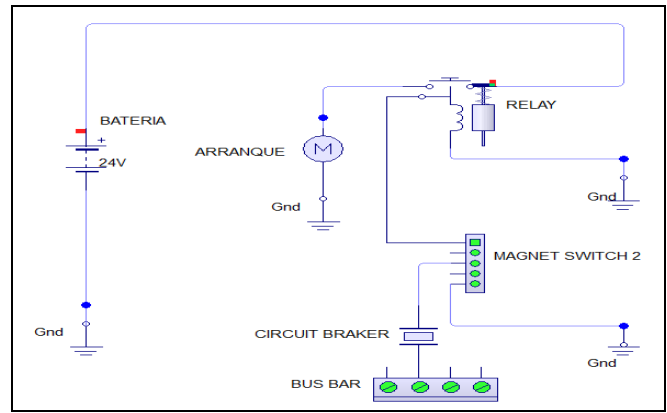 BATERIA
+
24V
ARRANQUE
M
Gnd
RELAY
Gnd
MAGNET SWITCH 2
Gnd
CIRCUIT BRAKER
Gnd
BUS BAR